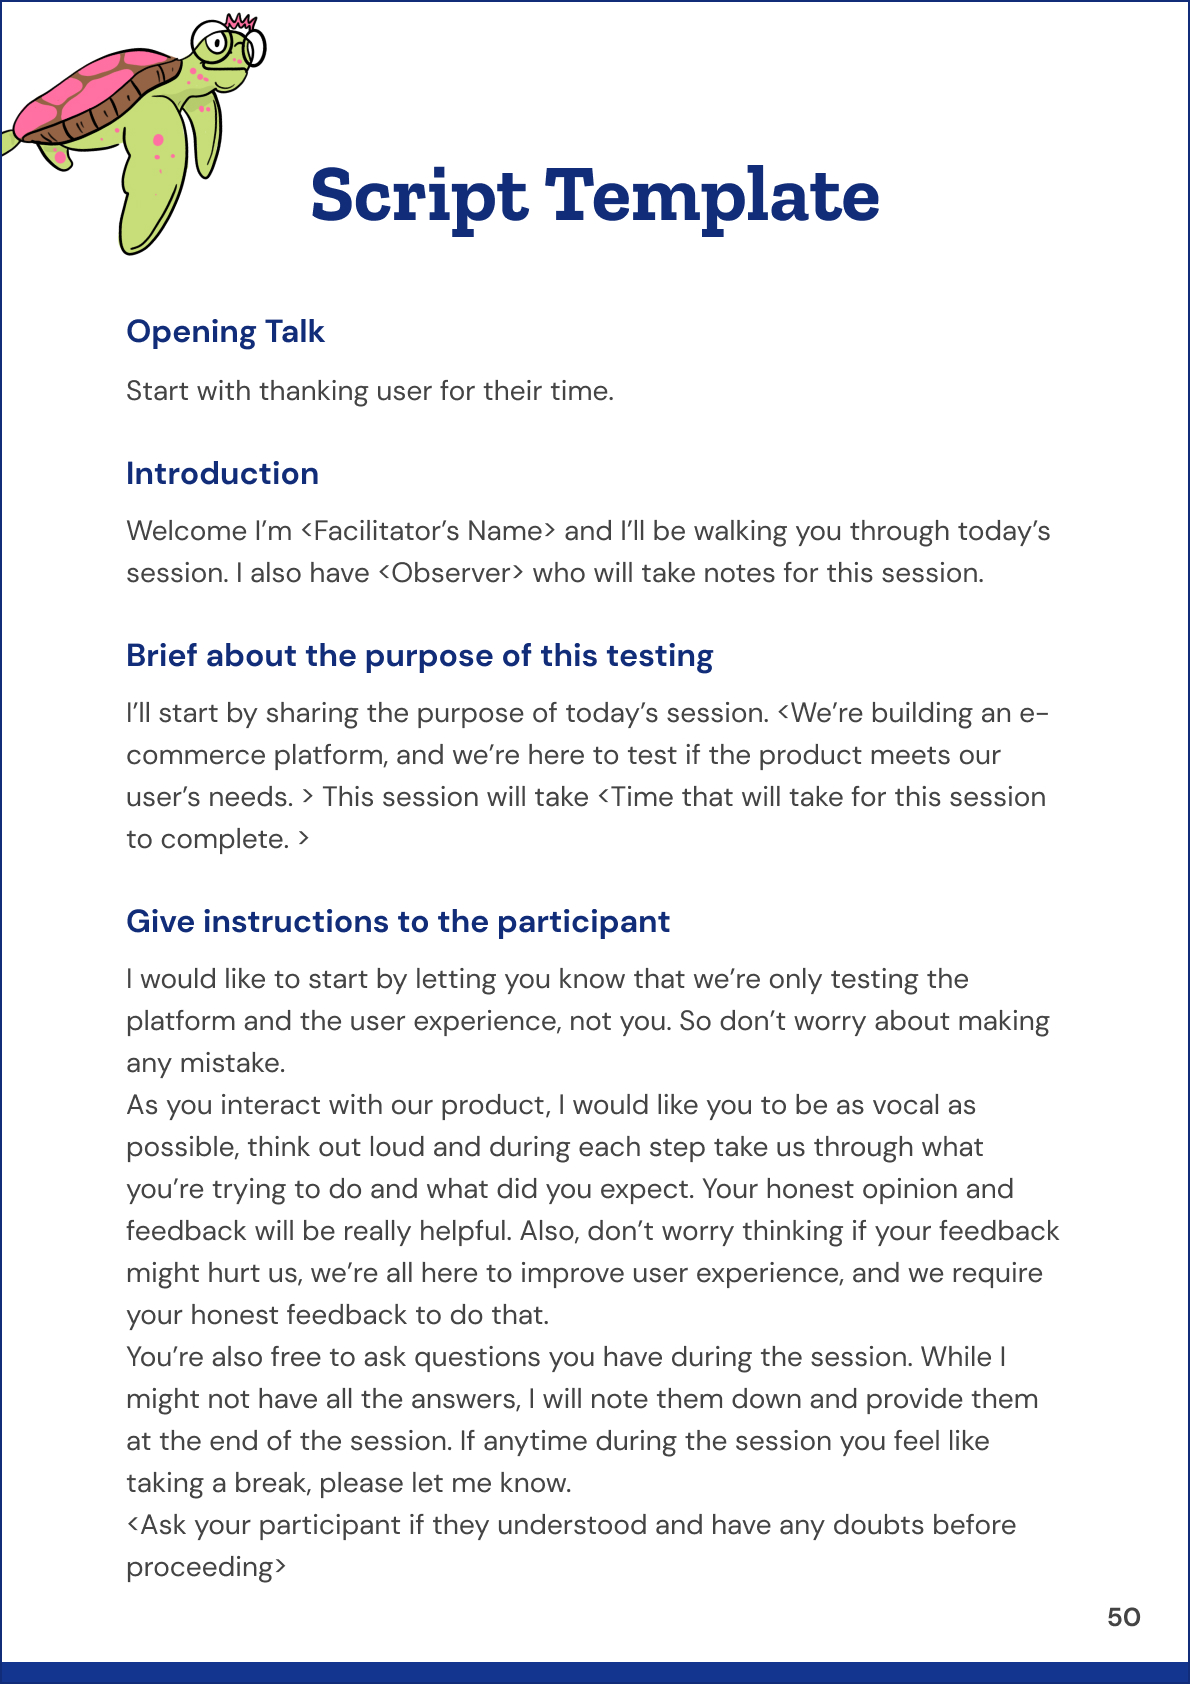 Script Template
Opening Talk
Start with thanking user for their time.
Introduction
Welcome I’m <Facilitator’s Name> and I’ll be walking you through today’s
session. I also have <Observer> who will take notes for this session.
Brief about the purpose of this testing
I’ll start by sharing the purpose of today’s session. <We’re building an e-
commerce platform, and we’re here to test if the product meets our
user’s needs. > This session will take <Time that will take for this session
to complete. >
Give instructions to the participant
I would like to start by letting you know that we’re only testing the
platform and the user experience, not you. So don’t worry about making
any mistake.
As you interact with our product, I would like you to be as vocal as
possible, think out loud and during each step take us through what
you’re trying to do and what did you expect. Your honest opinion and
feedback will be really helpful. Also, don’t worry thinking if your feedback
might hurt us, we’re all here to improve user experience, and we require
your honest feedback to do that.
You’re also free to ask questions you have during the session. While I
might not have all the answers, I will note them down and provide them
at the end of the session. If anytime during the session you feel like
taking a break, please let me know.
<Ask your participant if they understood and have any doubts before
proceeding>
50